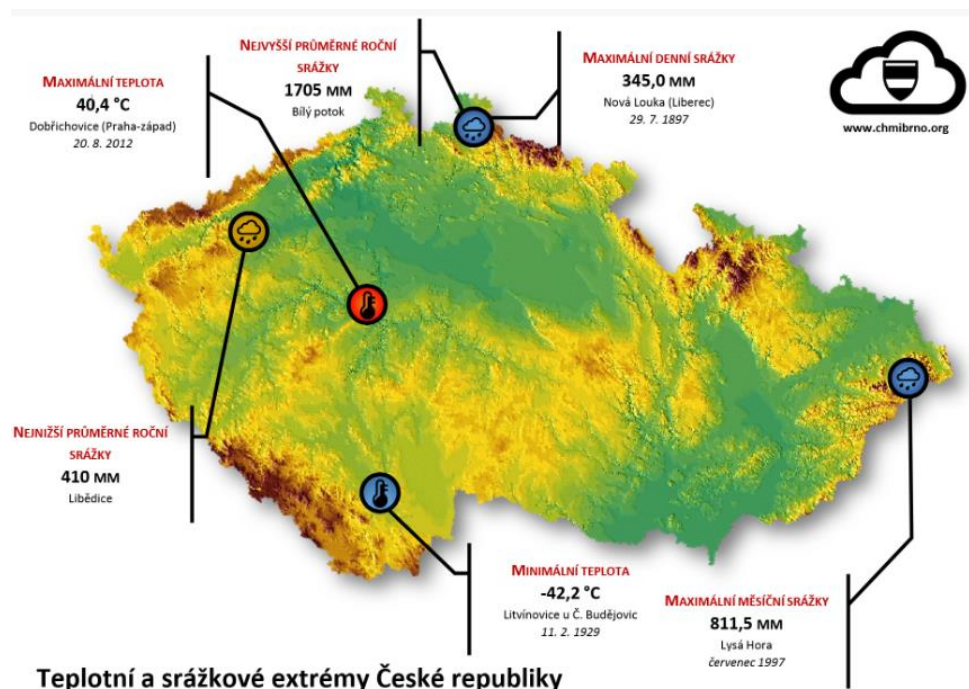 NEJVYŠŠÍ PRŮMĚRNÉ ROČNÍ
SRÁŽKY
1705 MM
Bílý potok
MAXIMÁLNÍ DENNÍ SRÁŽKY
345,0 MM
Nová Louka (Liberec)
29. 7. 1897
www.chmibrno.org
MAXIMÁLNÍ TEPLOTA
40,4 °C
Dobřichovice (Praha-západ)
20. 8. 2012
NEJNIŽŠÍ PRŮMĚRNÉ ROČNÍ
SRÁŽKY
410 MM
Libědice
MINIMÁLNÍ TEPLOTA
-42,2 °C
Litvínovice u Č. Budějovic
11. 2. 1929
MAXIMÁLNÍ MĚSÍČNÍ SRÁŽKY
811,5 MM
Lysá Hora
červenec 1997
Teplotní a srážkové extrémy České republiky